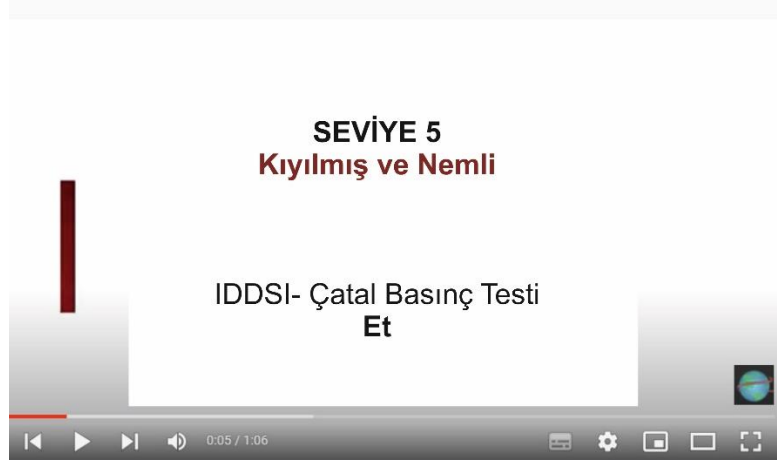 SEVİYE 5
Kıyılmış ve Nemli
IDDSI- Çatal Basınç Testi
Et
0:05 / 1:06